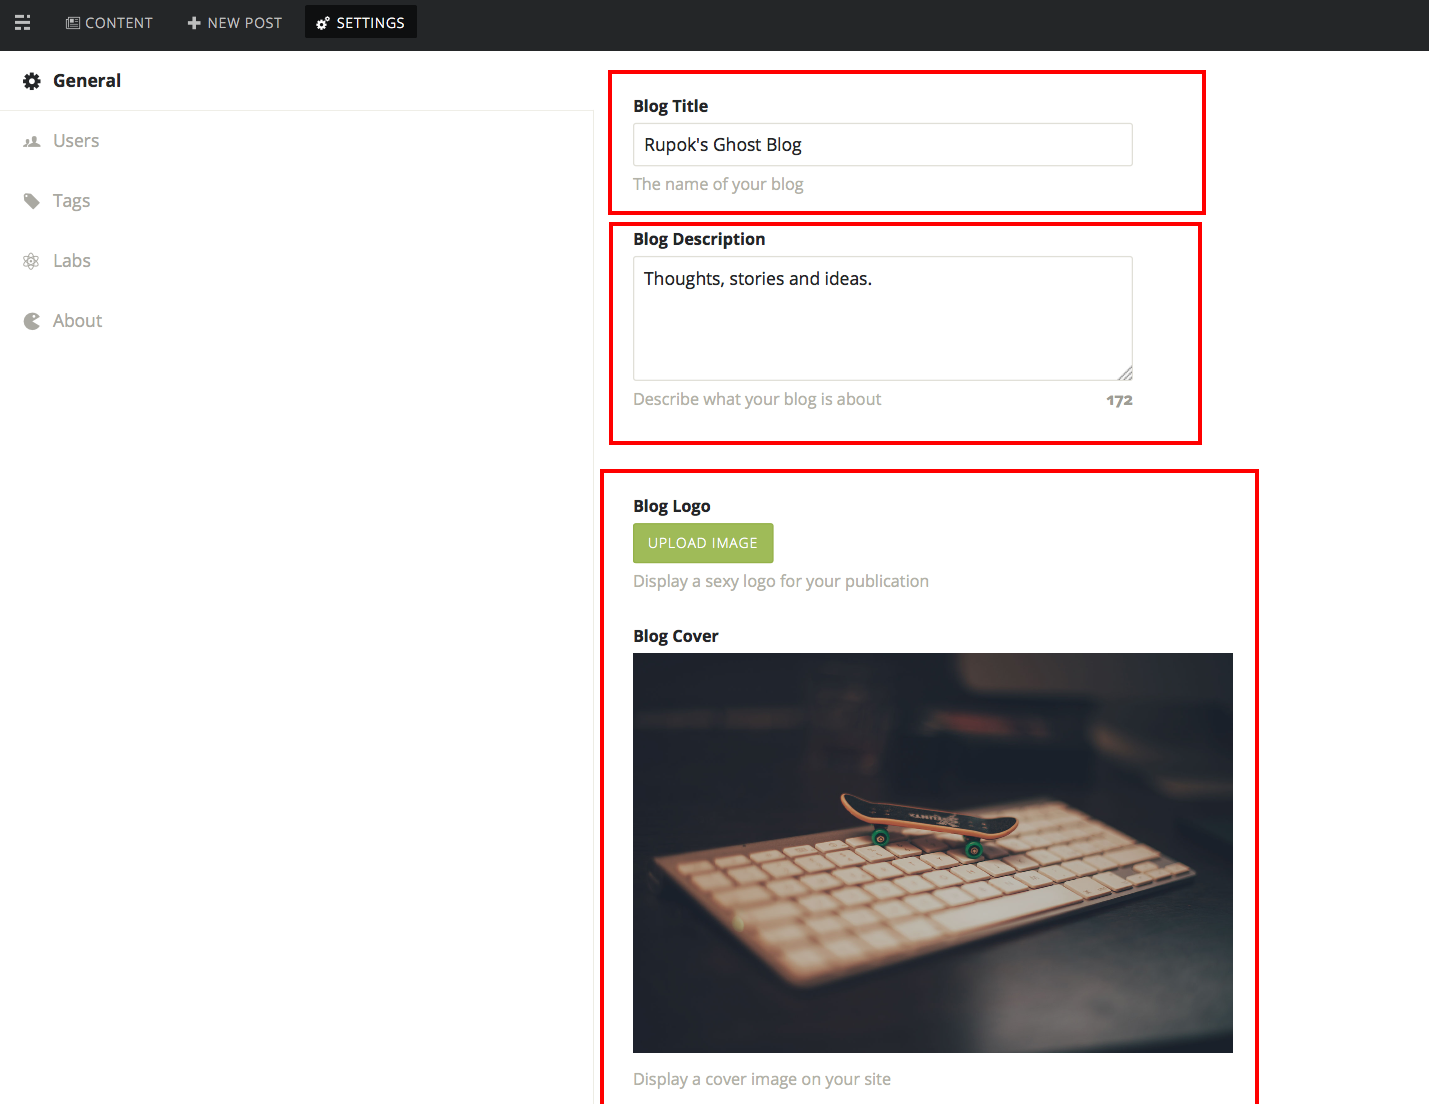 CONTENT NEW POST SETTINGS
General
Users
Tags
Labs
About
Blog Title
Rupok's Ghost Blog
The name of your blog
Blog Description
Thoughts, stories and ideas.
Describe what your blog is about 172
Blog Logo
UPLOAD IMAGE
Display a sexy logo for your publication
Blog Cover
Display a cover image on your site